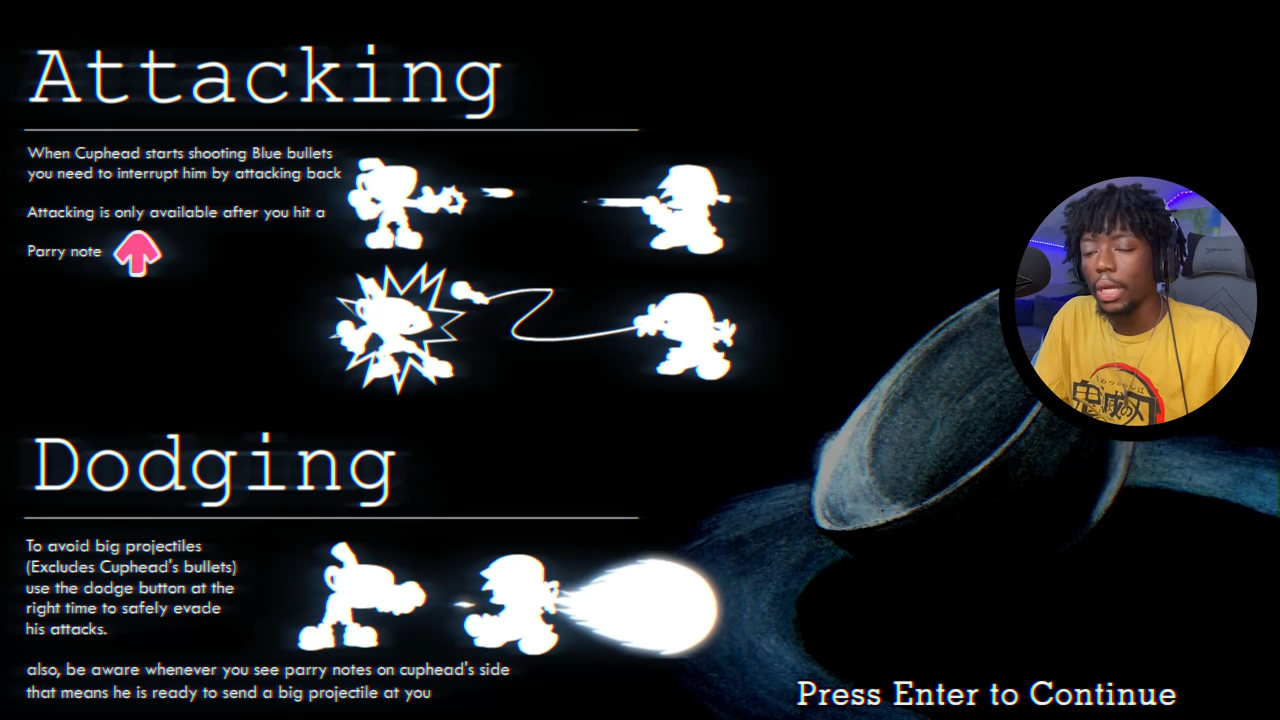 Attacking
When Cuphead starts shooting Blue bullets
you need to interrupt him by attacking back
Attacking is only available after you hit a
Parry note
Dodging
To avoid big projectiles
(Excludes Cuphead's bullets)
use the dodge button at the
right time to safely evade
his attacks.
also, be aware whenever you see parry notes on cuphead's side
that means he is ready to send a big projectile at you
Press Enter to Continue